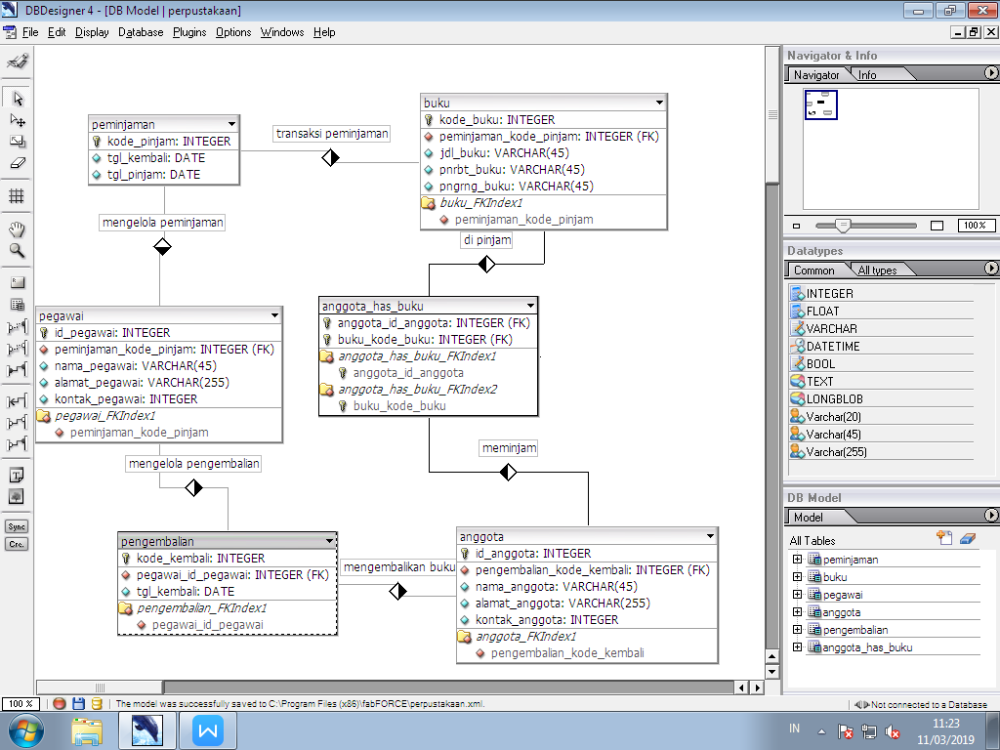 DBDesigner 4 - [DB Model | perpustakaan]
File Edit Display Database Plugins Options Windows Help
peminjaman
kode_pinjam: INTEGER
tgl_kembali: DATE
tgl_pinjam: DATE
transaksi peminjaman
buku
kode_buku: INTEGER
peminjaman_kode_pinjam: INTEGER (FK)
jdl_buku: VARCHAR(45)
pnrbt_buku: VARCHAR(45)
pngrng_buku: VARCHAR(45)
buku_FKIndex1
peminjaman_kode_pinjam
mengelola peminjaman
di pinjam
pegawai
id_pegawai: INTEGER
peminjaman_kode_pinjam: INTEGER (FK)
nama_pegawai: VARCHAR(45)
alamat_pegawai: VARCHAR(255)
kontak_pegawai: INTEGER
pegawai_FKIndex1
peminjaman_kode_pinjam
anggota_has_buku
anggota_id_anggota: INTEGER (FK)
buku_kode_buku: INTEGER (FK)
anggota_has_buku_FKIndex1
anggota_id_anggota
anggota_has_buku_FKIndex2
buku_kode_buku
mengelola pengembalian
meminjam
pengembalian
kode_kembali: INTEGER
pegawai_id_pegawai: INTEGER (FK)
tgl_kembali: DATE
pengembalian_FKIndex1
pegawai_id_pegawai
mengembalikan buku
anggota
id_anggota: INTEGER
pengembalian_kode_kembali: INTEGER (FK)
nama_anggota: VARCHAR(45)
alamat_anggota: VARCHAR(255)
kontak_anggota: INTEGER
anggota_FKIndex1
pengembalian_kode_kembali
Sync
Crc.
Navigator & Info
Navigator Info
100%
Datatypes
Common All types
INTEGER
FLOAT
VARCHAR
DATETIME
BOOL
TEXT
LONGBLOB
Varchar(20)
Varchar(45)
Varchar(255)
DB Model
Model
All Tables
peminjaman
buku
pegawai
anggota
pengembalian
anggota_has_buku
100 % The model was successfully saved to C:\Program Files (x86)\fabFORCE\perpustakaan.xml. Not connected to a Database
W
IN
11:23
11/03/2019